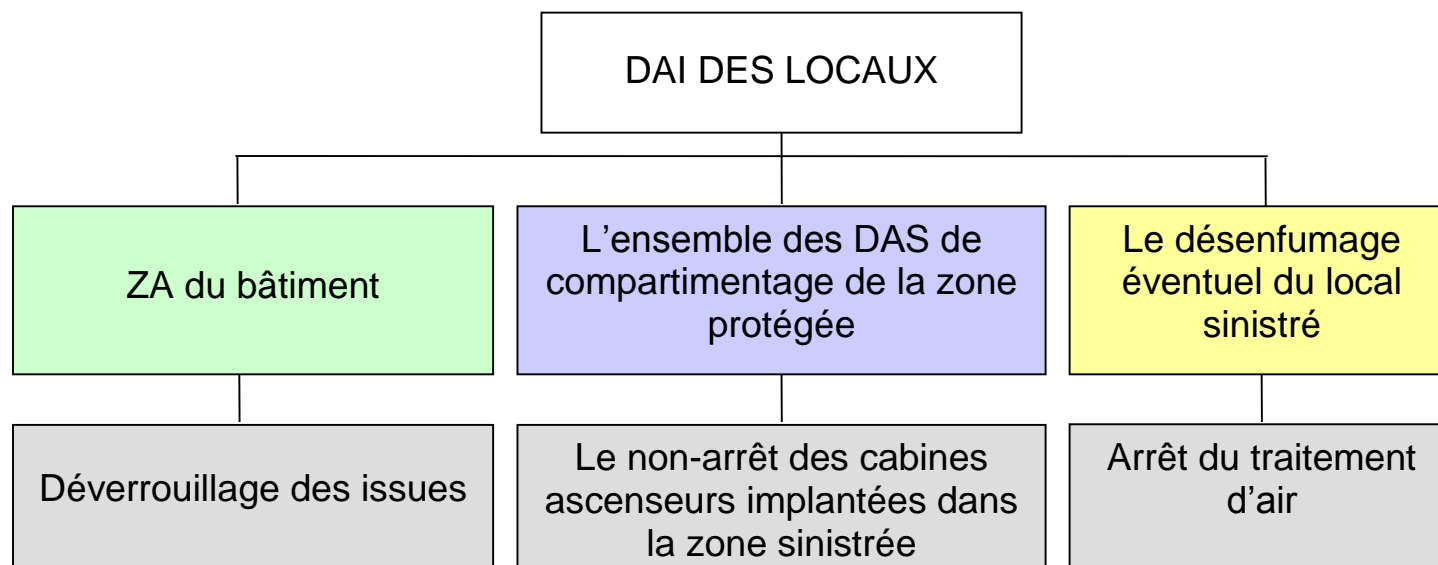 DAI DES LOCAUX
ZA du bâtiment
L’ensemble des DAS de
compartimentage de la zone
protégée
Le désenfumage
éventuel du local
sinistré
Déverrouillage des issues
Le non-arrêt des cabines
ascenseurs implantées dans
la zone sinistrée
Arrêt du traitement
d’air